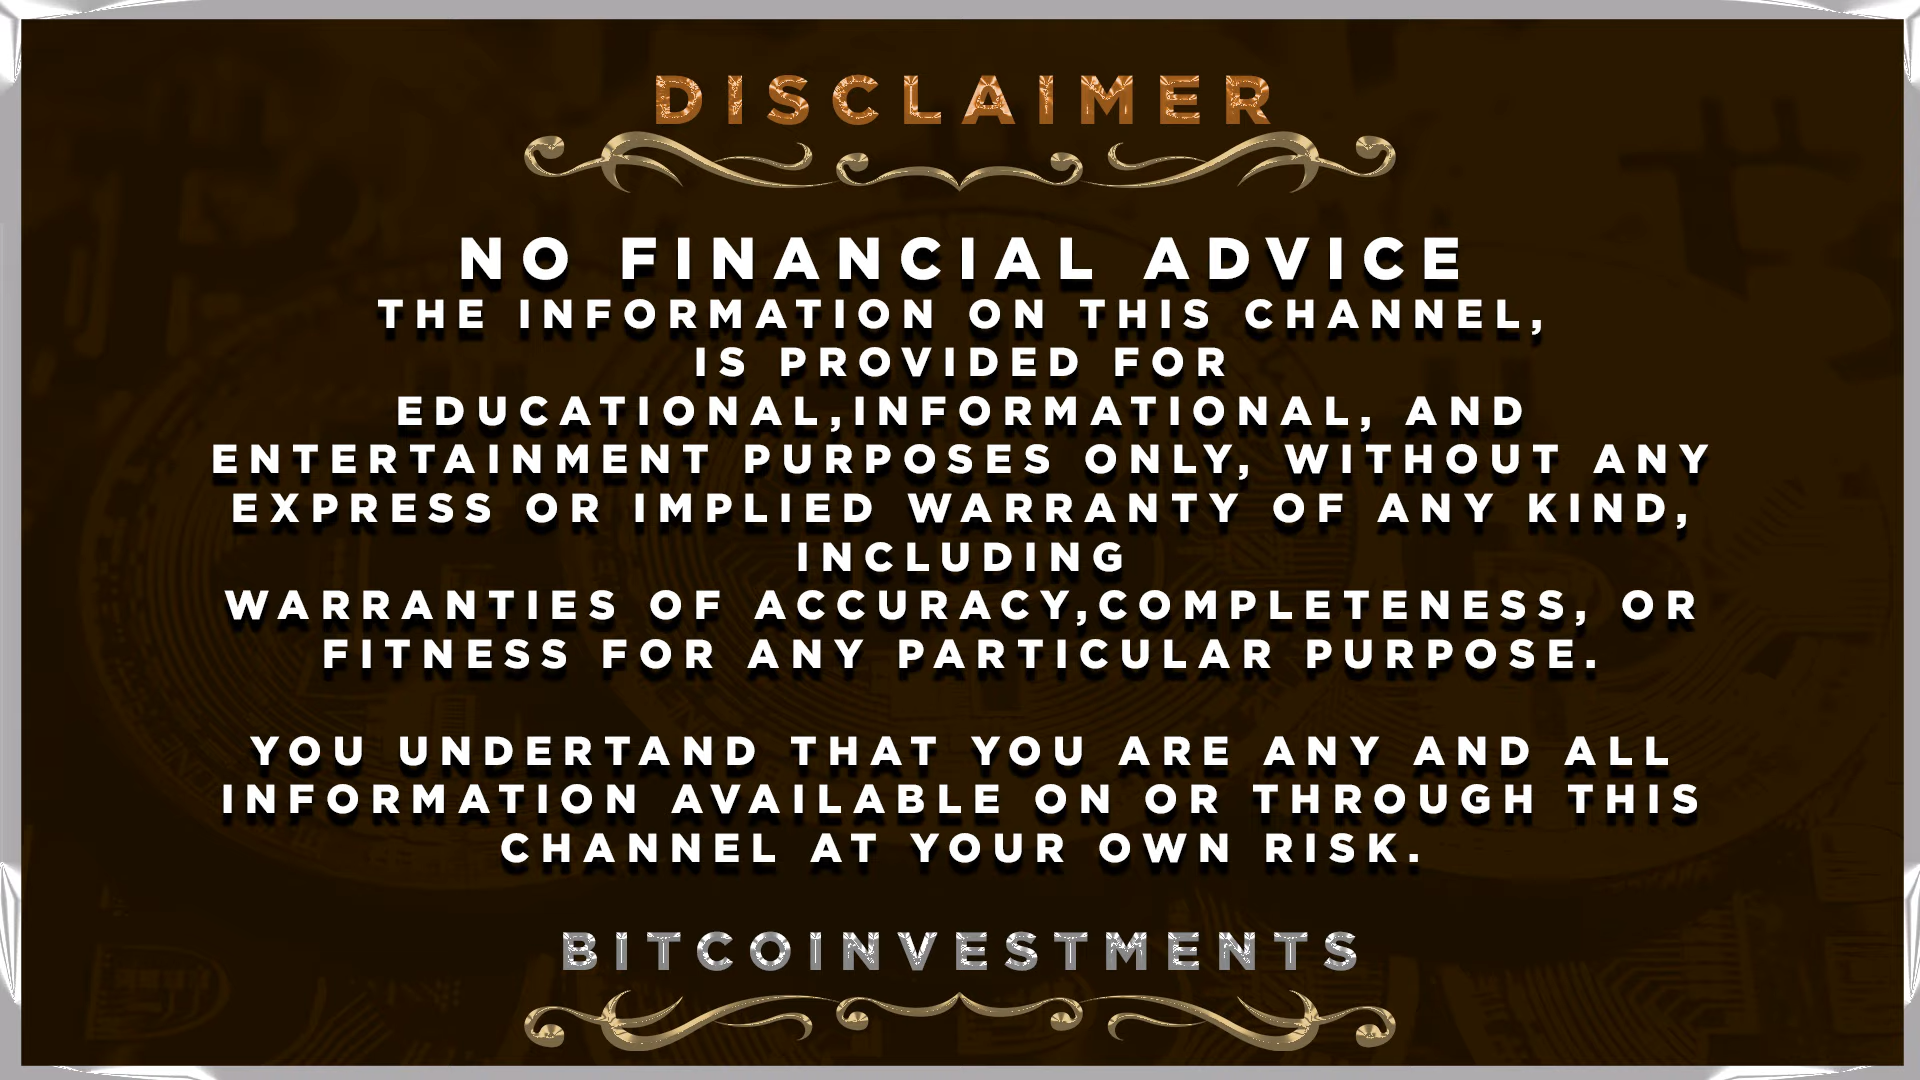 DISCLAIMER
NO FINANCIAL ADVICE
THE INFORMATION ON THIS CHANNEL,
IS PROVIDED FOR
EDUCATIONAL,INFORMATIONAL, AND
ENTERTAINMENT PURPOSES ONLY, WITHOUT ANY
EXPRESS OR IMPLIED WARRANTY OF ANY KIND,
INCLUDING
WARRANTIES OF ACCURACY,COMPLETENESS, OR
FITNESS FOR ANY PARTICULAR PURPOSE.
YOU UNDERTAND THAT YOU ARE ANY AND ALL
INFORMATION AVAILABLE ON OR THROUGH THIS
CHANNEL AT YOUR OWN RISK.
BITCOINVESTMENTS